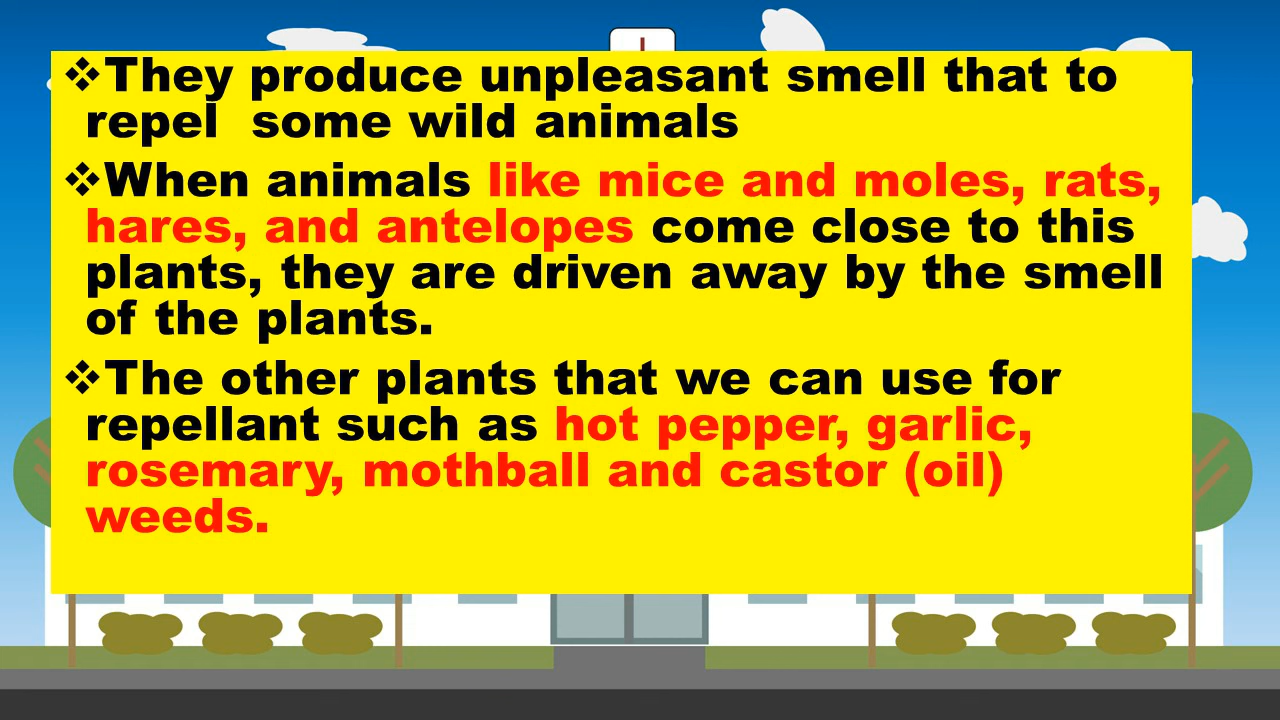 ❖They produce unpleasant smell that to
repel  some wild animals
❖When animals like mice and moles, rats,
hares, and antelopes come close to this
plants, they are driven away by the smell
of the plants.
❖The other plants that we can use for
repellant such as hot pepper, garlic,
rosemary, mothball and castor (oil)
weeds.